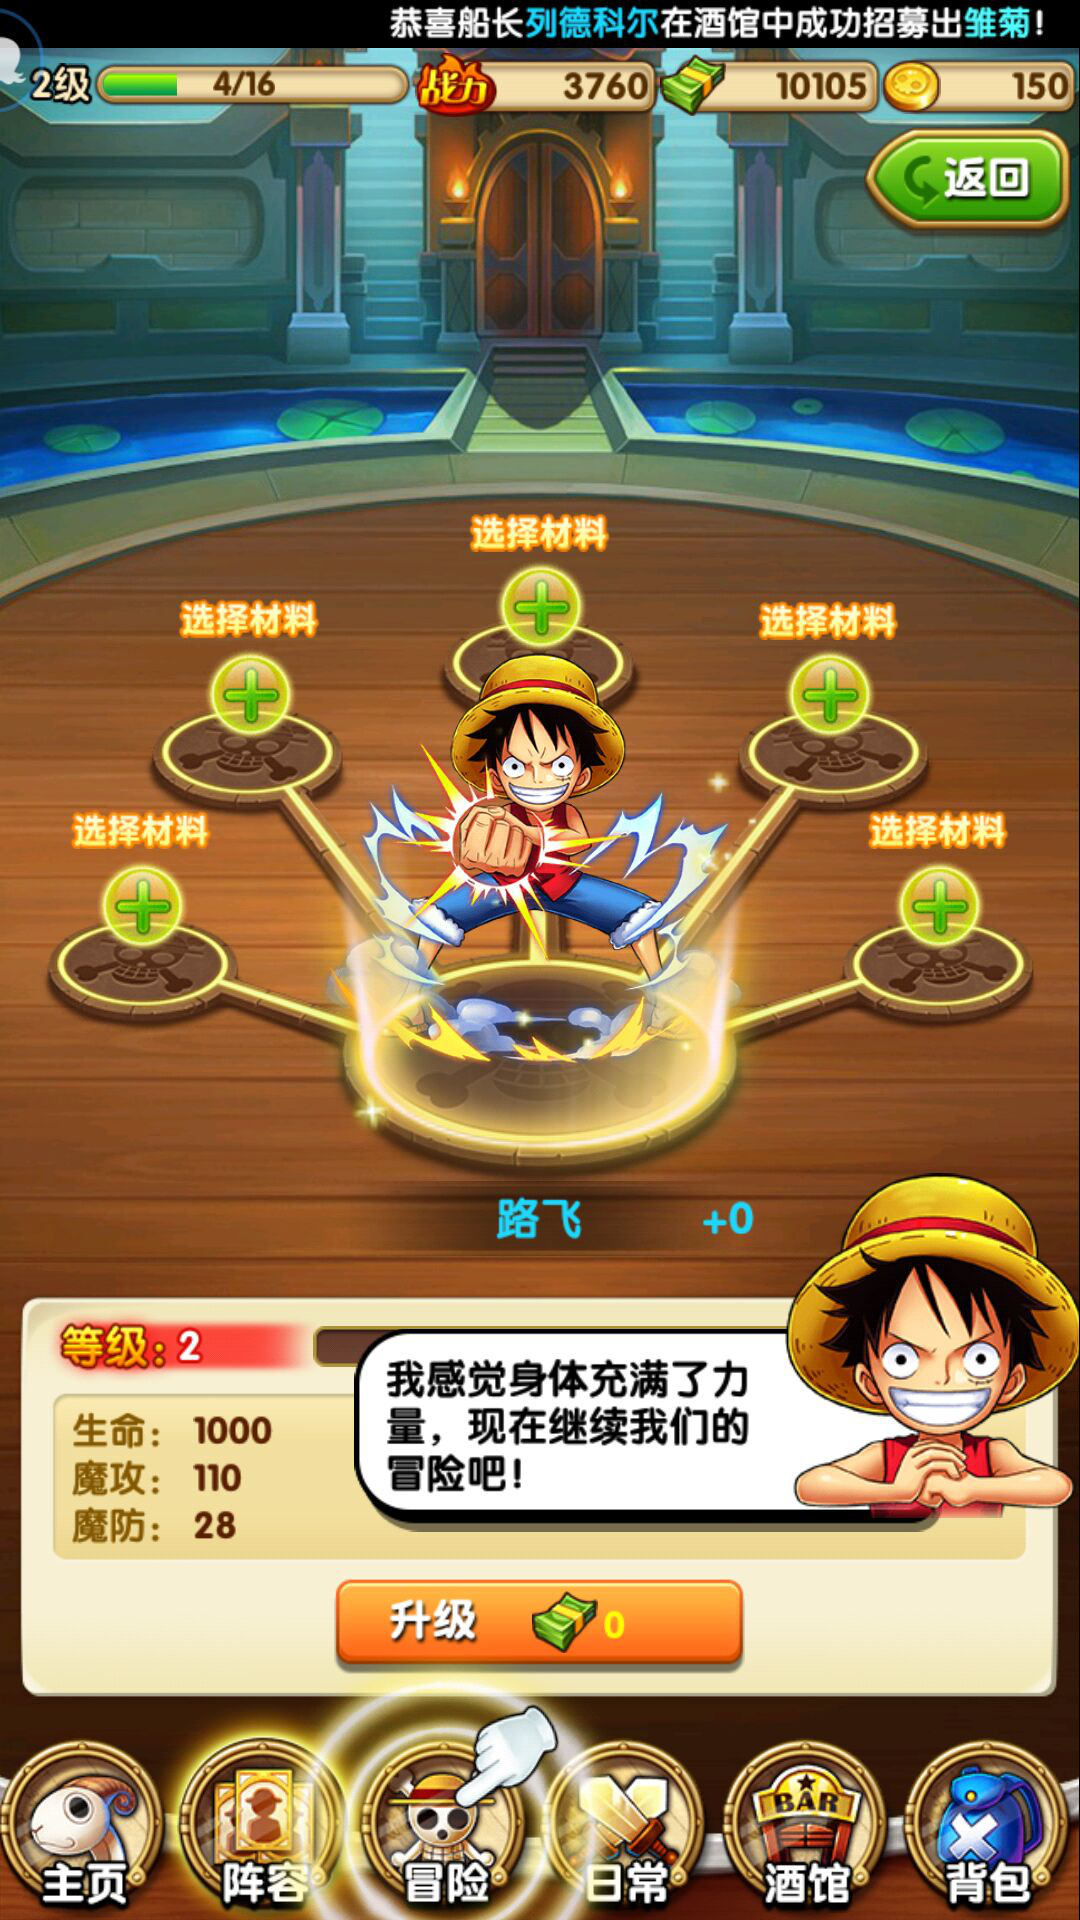 恭喜船长列德科尔在酒馆中成功招募出雏菊!
2级 4/16 战力 3760 10105 150
返回
选择材料
选择材料 选择材料
选择材料 选择材料
路飞 +0
等级: 2
我感觉身体充满了力
量，现在继续我们的
冒险吧!
生命: 1000
魔攻: 110
魔防: 28
升级 0
BAR
主页 阵容 冒险 日常 酒馆 背包